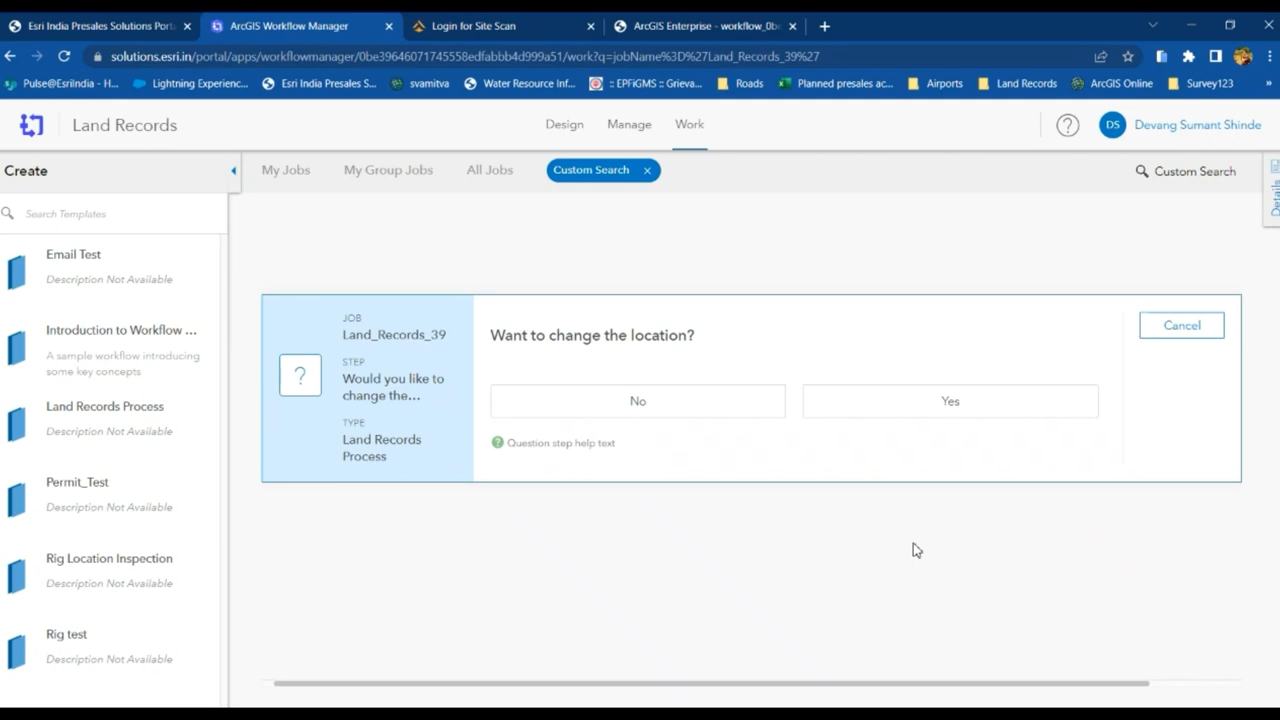 Esri India Presales Solutions Port
ArcGIS Workflow Manager
Login for Site Scan
ArcGIS Enterprise - workflow_0be
solutions.esri.in/portal/apps/workflowmanager/0be39646071745558edfabbb4d999a51/work?q=jobName%3D%27Land_Records_39%27
Pulse@EsriIndia - H...
Lightning Experienc...
Esri India Presales S...
svamitva
Water Resource Inf...
:: EPFiGMS :: Grieva...
Roads
Planned presales ac...
Airports
Land Records
ArcGIS Online
Survey123
»
Land Records
Design
Manage
Work
?
DS
Devang Sumant Shinde
Create
My Jobs
My Group Jobs
All Jobs
Custom Search
Custom Search
Details
Search Templates
Email Test
Description Not Available
Introduction to Workflow ...
A sample workflow introducing
some key concepts
Land Records Process
Description Not Available
Permit_Test
Description Not Available
Rig Location Inspection
Description Not Available
Rig test
Description Not Available
?
JOB
Land_Records_39
STEP
Would you like to
change the...
TYPE
Land Records
Process
Want to change the location?
No
Yes
? Question step help text
Cancel